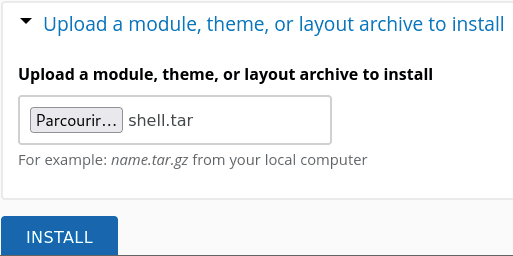 Upload a module, theme, or layout archive to install
Upload a module, theme, or layout archive to install
Parcourir... shell.tar
For example: name.tar.gz from your local computer
INSTALL